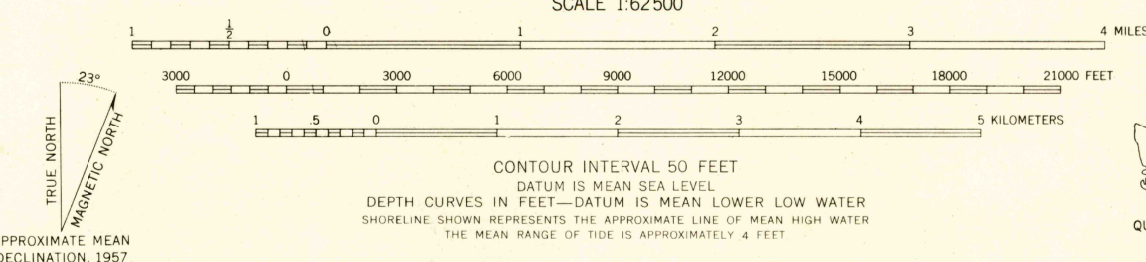 SCALE 1:62500
1 ½ 0 1 2 3 4 MILES
3000 0 3000 6000 9000 12000 15000 18000 21000 FEET
1 .5 0 1 2 3 4 5 KILOMETERS
23°
TRUE NORTH
MAGNETIC NORTH
PPROXIMATE MEAN
DECLINATION, 1957
CONTOUR INTERVAL 50 FEET
DATUM IS MEAN SEA LEVEL
DEPTH CURVES IN FEET—DATUM IS MEAN LOWER LOW WATER
SHORELINE SHOWN REPRESENTS THE APPROXIMATE LINE OF MEAN HIGH WATER
THE MEAN RANGE OF TIDE IS APPROXIMATELY 4 FEET
QU